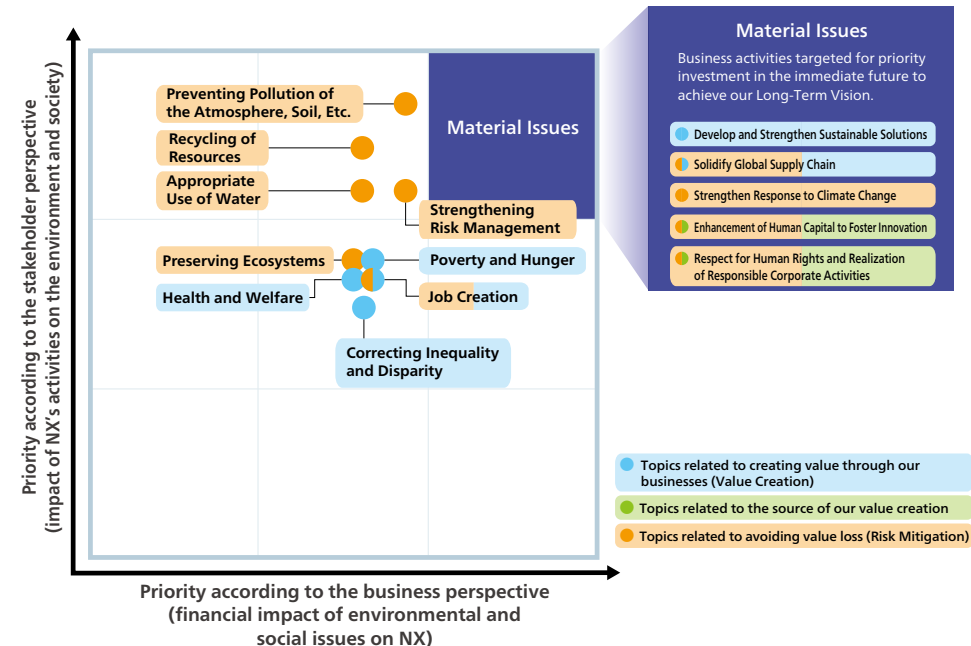 Priority according to the stakeholder perspective
(impact of NX's activities on the environment and society)
Preventing Pollution of
the Atmosphere, Soil, Etc.
Recycling of
Resources
Appropriate
Use of Water
Material Issues
Strengthening
Risk Management
Preserving Ecosystems
Poverty and Hunger
Health and Welfare
Job Creation
Correcting Inequality
and Disparity
Priority according to the business perspective
(financial impact of environmental and
social issues on NX)
Material Issues
Business activities targeted for priority
investment in the immediate future to
achieve our Long-Term Vision.
Develop and Strengthen Sustainable Solutions
Solidify Global Supply Chain
Strengthen Response to Climate Change
Enhancement of Human Capital to Foster Innovation
Respect for Human Rights and Realization
of Responsible Corporate Activities
Topics related to creating value through our
businesses (Value Creation)
Topics related to the source of our value creation
Topics related to avoiding value loss (Risk Mitigation)